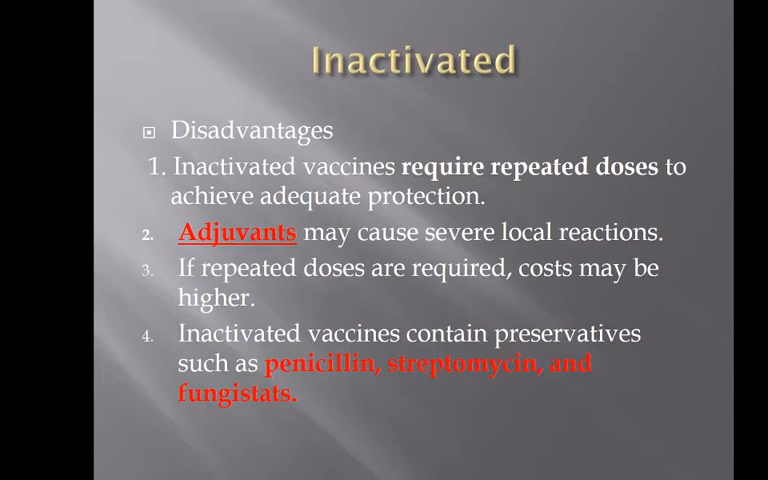 Inactivated
Disadvantages
1. Inactivated vaccines require repeated doses to
achieve adequate protection.
2. Adjuvants may cause severe local reactions.
3. If repeated doses are required, costs may be
higher.
4. Inactivated vaccines contain preservatives
such as penicillin, streptomycin, and
fungistats.